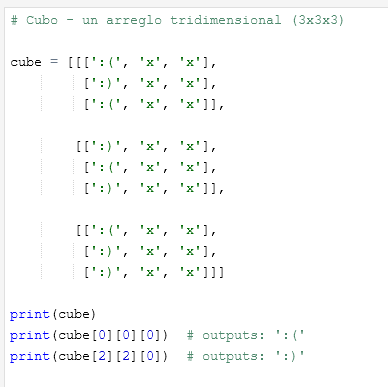 # Cubo - un arreglo tridimensional (3x3x3)
cube = [[[':(', 'x', 'x'],
[':)', 'x', 'x'],
[':(', 'x', 'x']],
[[':)', 'x', 'x'],
[':(', 'x', 'x'],
[':)', 'x', 'x']],
[[':(', 'x', 'x'],
[':)', 'x', 'x'],
[':)', 'x', 'x']]]
print(cube)
print(cube[0][0][0])  # outputs: ':('
print(cube[2][2][0])  # outputs: ':)'